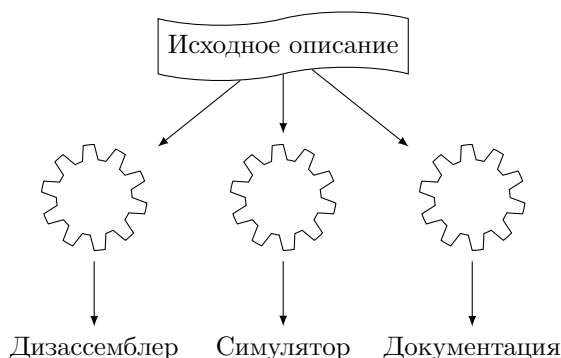 Исходное описание
Дизассемблер Симулятор Документация